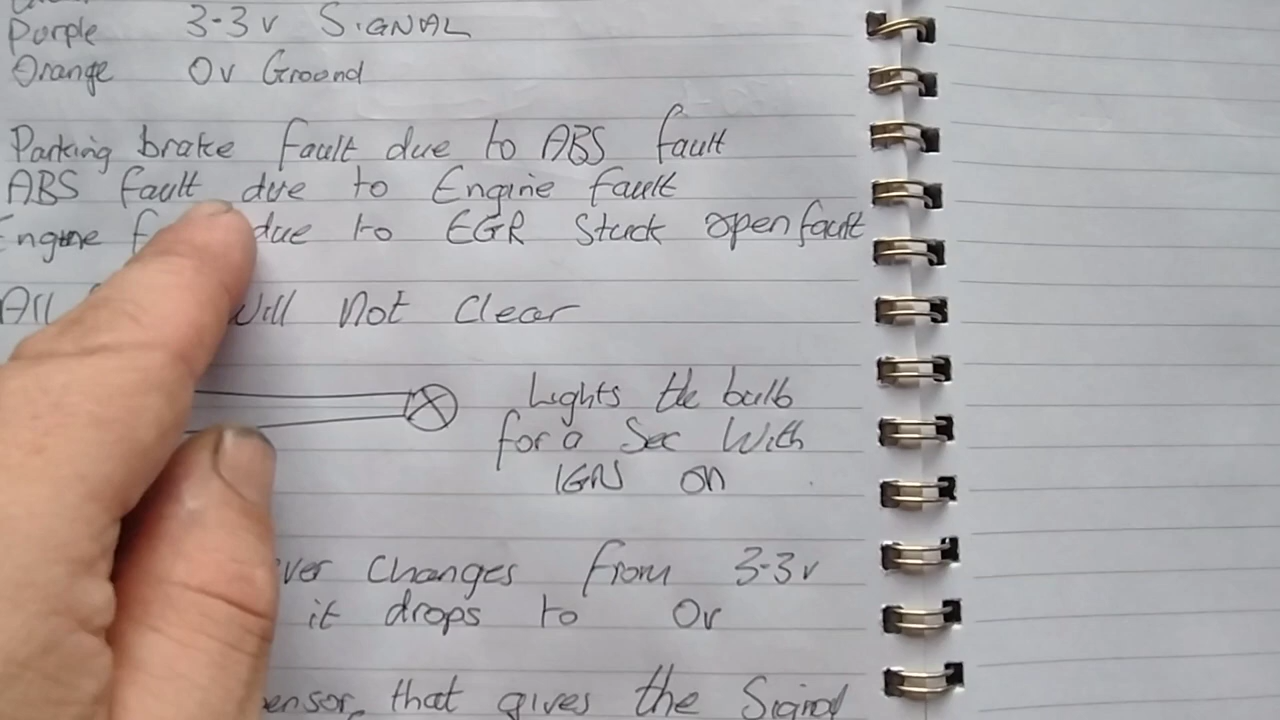 Purple 3-3v SIGNAL
Orange 0v Ground
Parking brake fault due to ABS fault
ABS fault due to Engine fault
Engine due to EGR Stuck open fault
All Will Not Clear
Lights the bulb
for a Sec With
IGN on
Changes from 3-3v
it drops to 0v
that gives the Signal